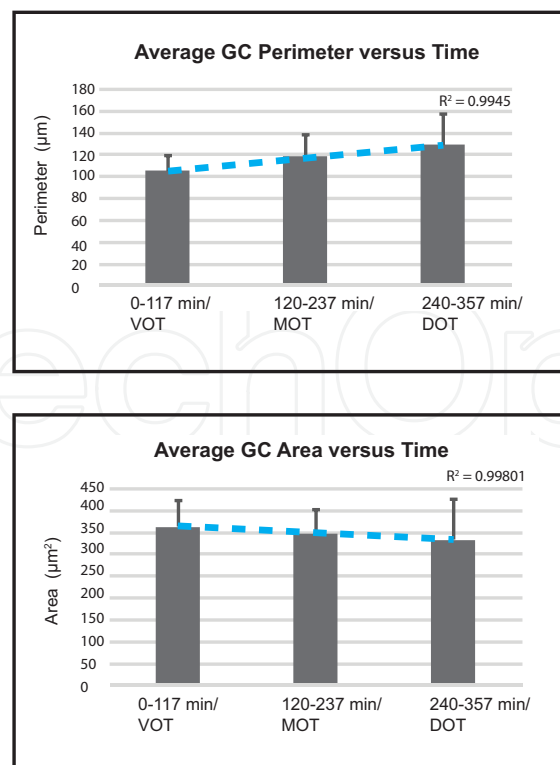 Average GC Perimeter versus Time
R² = 0.9945
Perimeter (μm)
180
160
140
120
100
80
60
40
20
0
0-117 min/ 120-237 min/ 240-357 min/
VOT MOT DOT
Average GC Area versus Time
R² = 0.99801
Area (μm²)
450
400
350
300
250
200
150
100
50
0
0-117 min/ 120-237 min/ 240-357 min/
VOT MOT DOT